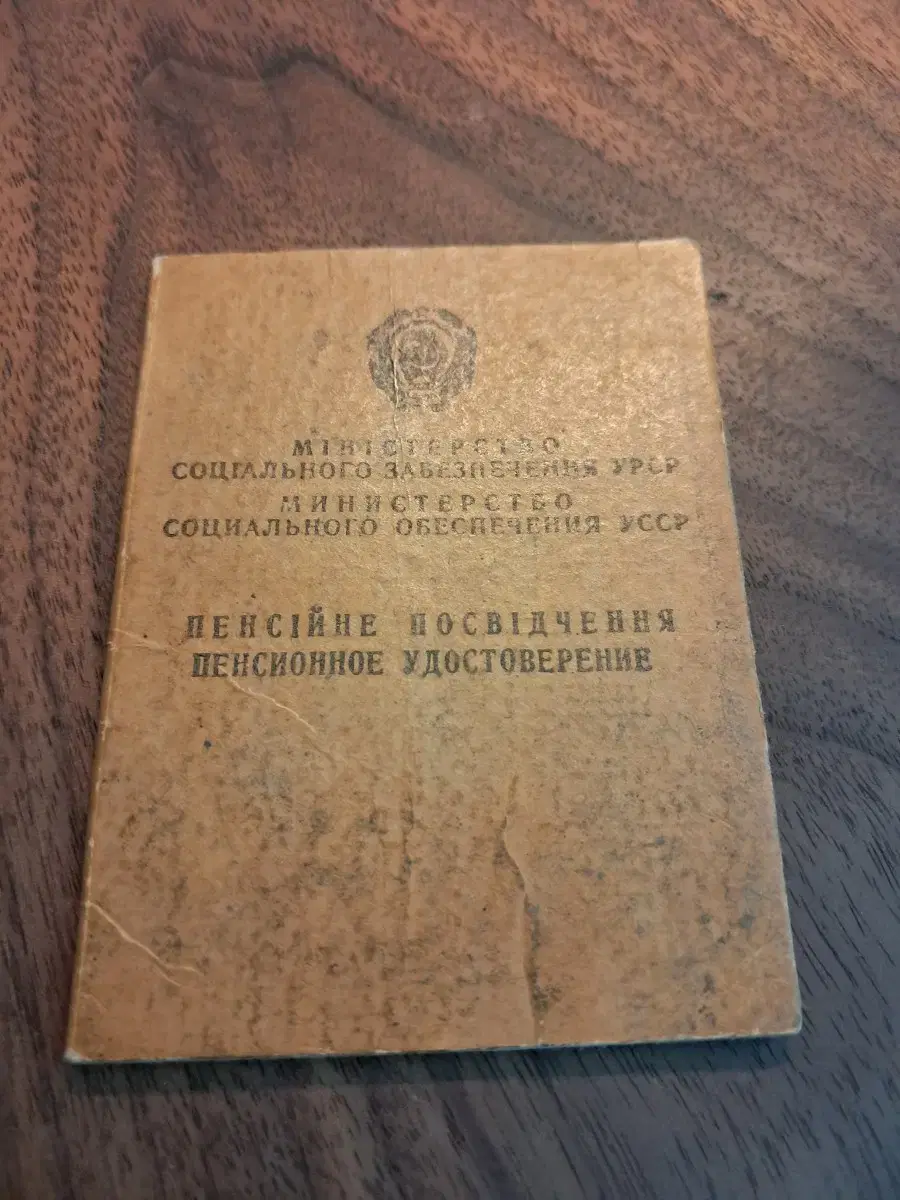 МІНІСТЕРСТВО
СОЦІАЛЬНОГО ЗАБЕЗПЕЧЕННЯ УРСР
МИНИСТЕРСТВО
СОЦИАЛЬНОГО ОБЕСПЕЧЕНИЯ УССР
ПЕНСІЙНЕ ПОСВІДЧЕННЯ
ПЕНСИОННОЕ УДОСТОВЕРЕНИЕ